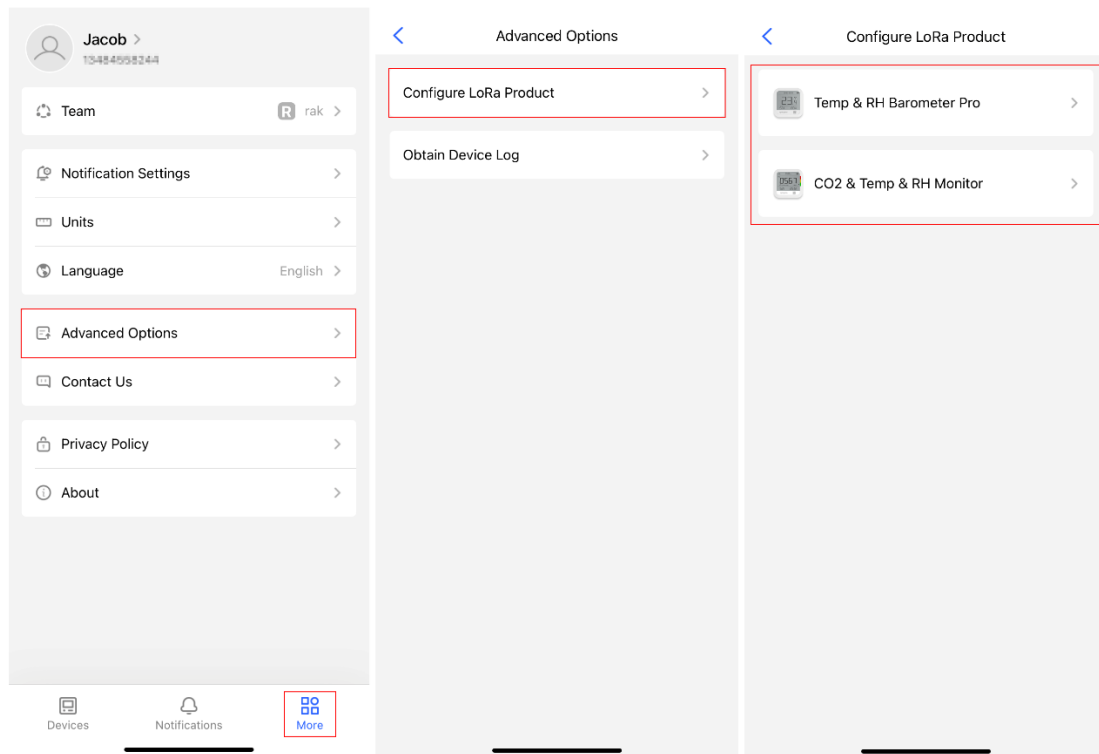 Jacob
Team
R rak
Notification Settings
Units
Language English
Advanced Options
Contact Us
Privacy Policy
About
Devices
Notifications
More
Advanced Options
Configure LoRa Product
Obtain Device Log
Configure LoRa Product
Temp & RH Barometer Pro
CO2 & Temp & RH Monitor